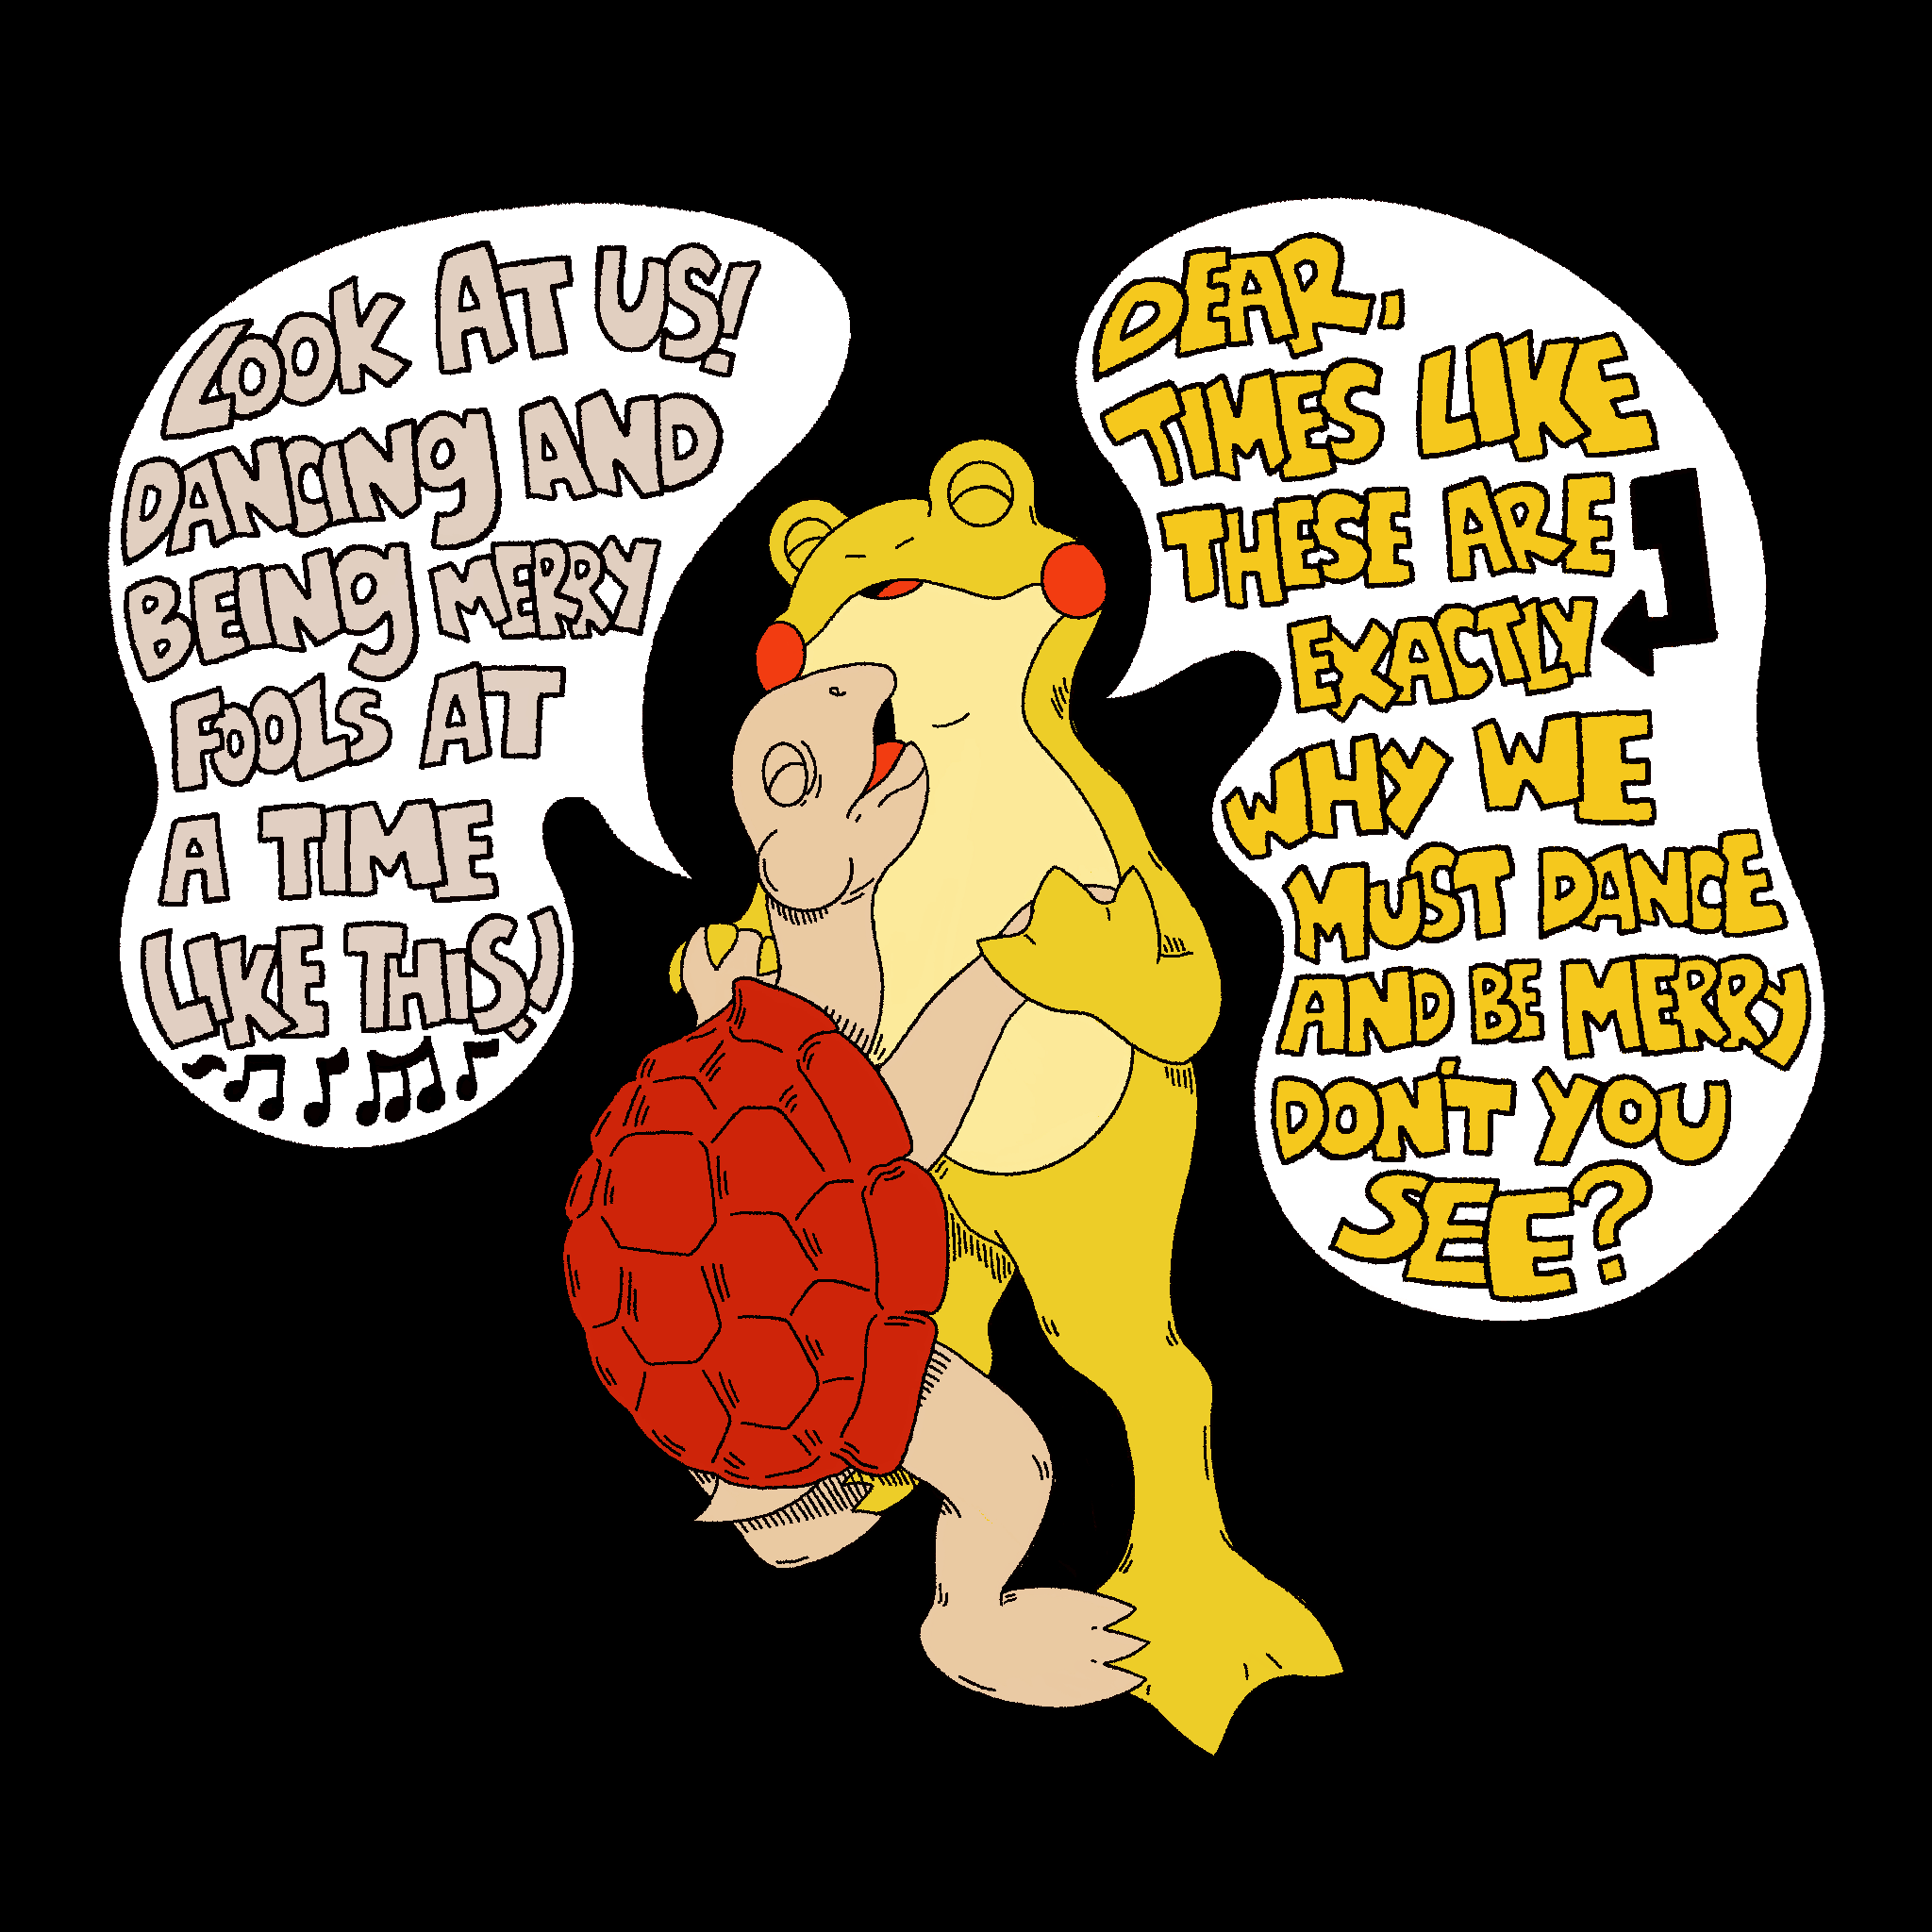 LOOK AT US!
DANCING AND
BEING MERRY
FOOLS AT
A TIME
LIKE THIS!
DEAR,
TIMES LIKE
THESE ARE
EXACTLY
WHY WE
MUST DANCE
AND BE MERRY
DON'T YOU
SEE?